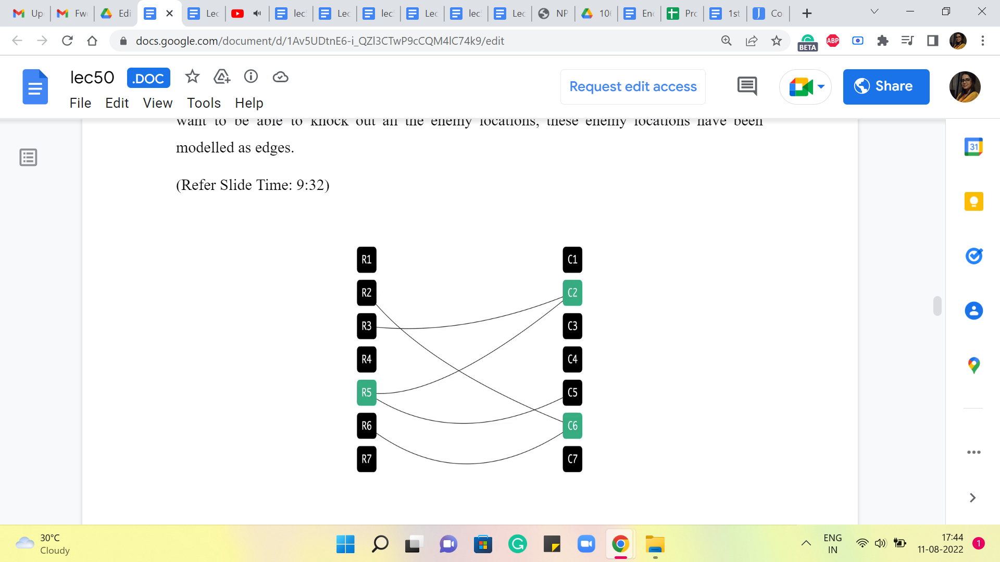 Up
Fw
Edi
Lec
lec
Lec
lec
Lec
lec
Lec
NP
10
En
Pro
1st
Co
docs.google.com/document/d/1Av5UDtnE6-i_QZl3CTwP9cCQM4lC74k9/edit
BETA
ABP
lec50 .DOC
Request edit access
Share
File Edit View Tools Help
want to be able to knock out all the enemy locations, these enemy locations have been
modelled as edges.
(Refer Slide Time: 9:32)
31
R1 C1
R2 C2
R3 C3
R4 C4
R5 C5
R6 C6
R7 C7
30°C
Cloudy
ENG
IN
17:44
11-08-2022
1